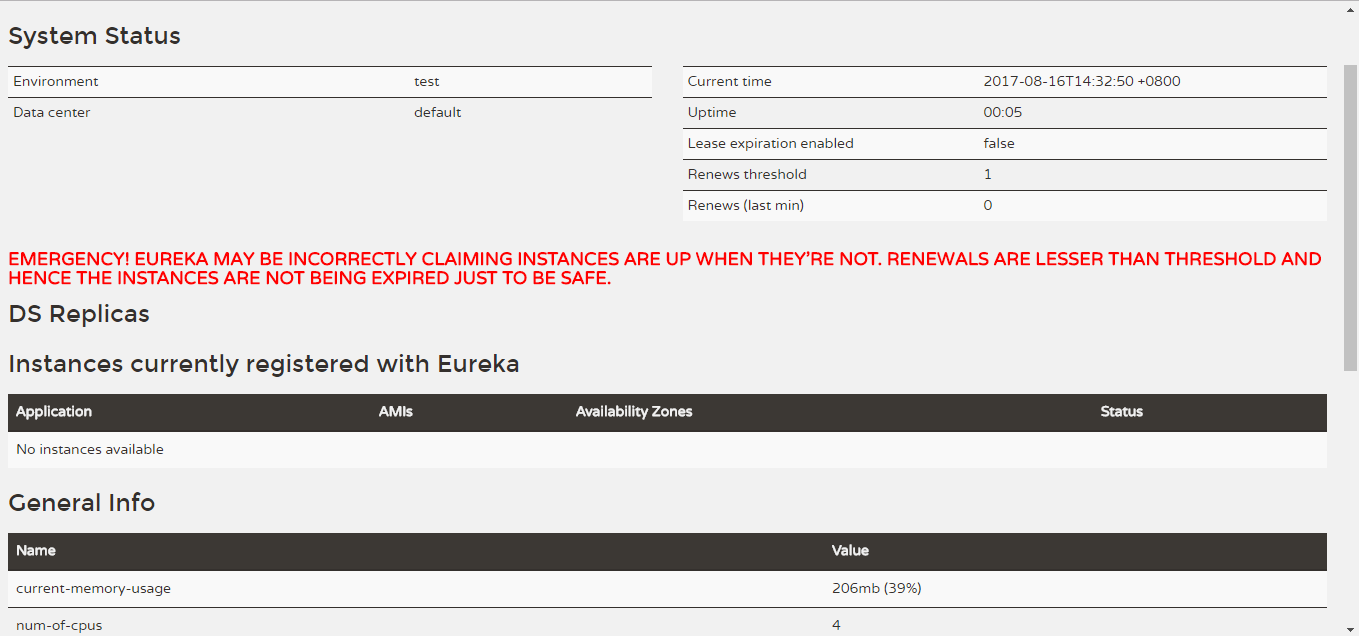 System Status
Environment test
Data center default
Current time 2017-08-16T14:32:50 +0800
Uptime 00:05
Lease expiration enabled false
Renews threshold 1
Renews (last min) 0
EMERGENCY! EUREKA MAY BE INCORRECTLY CLAIMING INSTANCES ARE UP WHEN THEY'RE NOT. RENEWALS ARE LESSER THAN THRESHOLD AND
HENCE THE INSTANCES ARE NOT BEING EXPIRED JUST TO BE SAFE.
DS Replicas
Instances currently registered with Eureka
Application AMIs Availability Zones Status
No instances available
General Info
Name Value
current-memory-usage 206mb (39%)
num-of-cpus 4